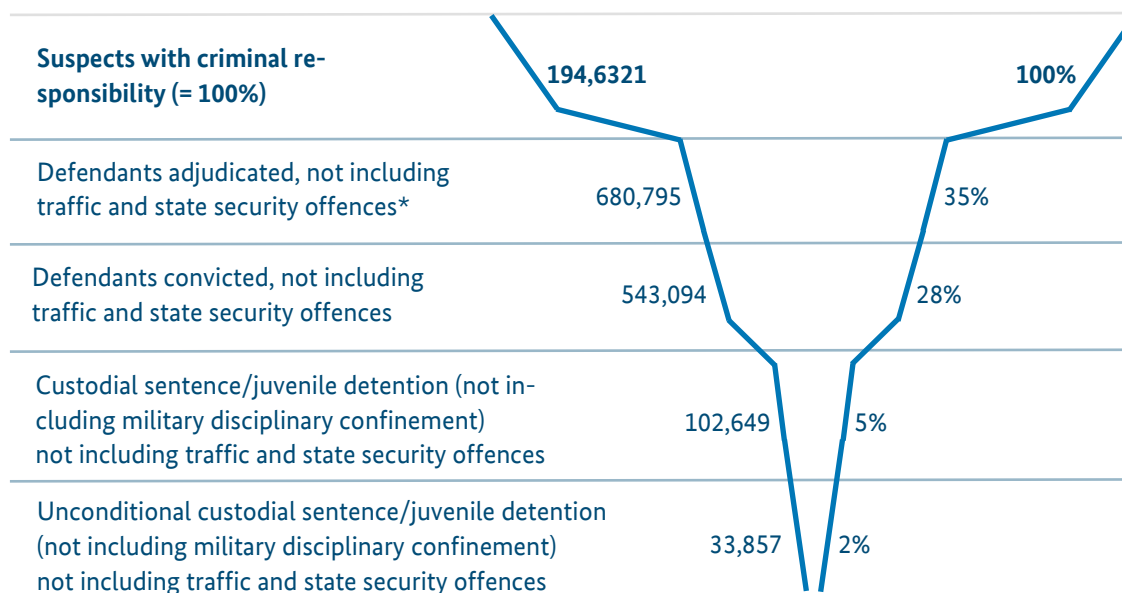 Suspects with criminal re-
sponsibility (= 100%)
194,6321
100%
Defendants adjudicated, not including
traffic and state security offences*
680,795
35%
Defendants convicted, not including
traffic and state security offences
543,094
28%
Custodial sentence/juvenile detention (not in-
cluding military disciplinary confinement)
not including traffic and state security offences
102,649
5%
Unconditional custodial sentence/juvenile detention
(not including military disciplinary confinement)
not including traffic and state security offences
33,857
2%